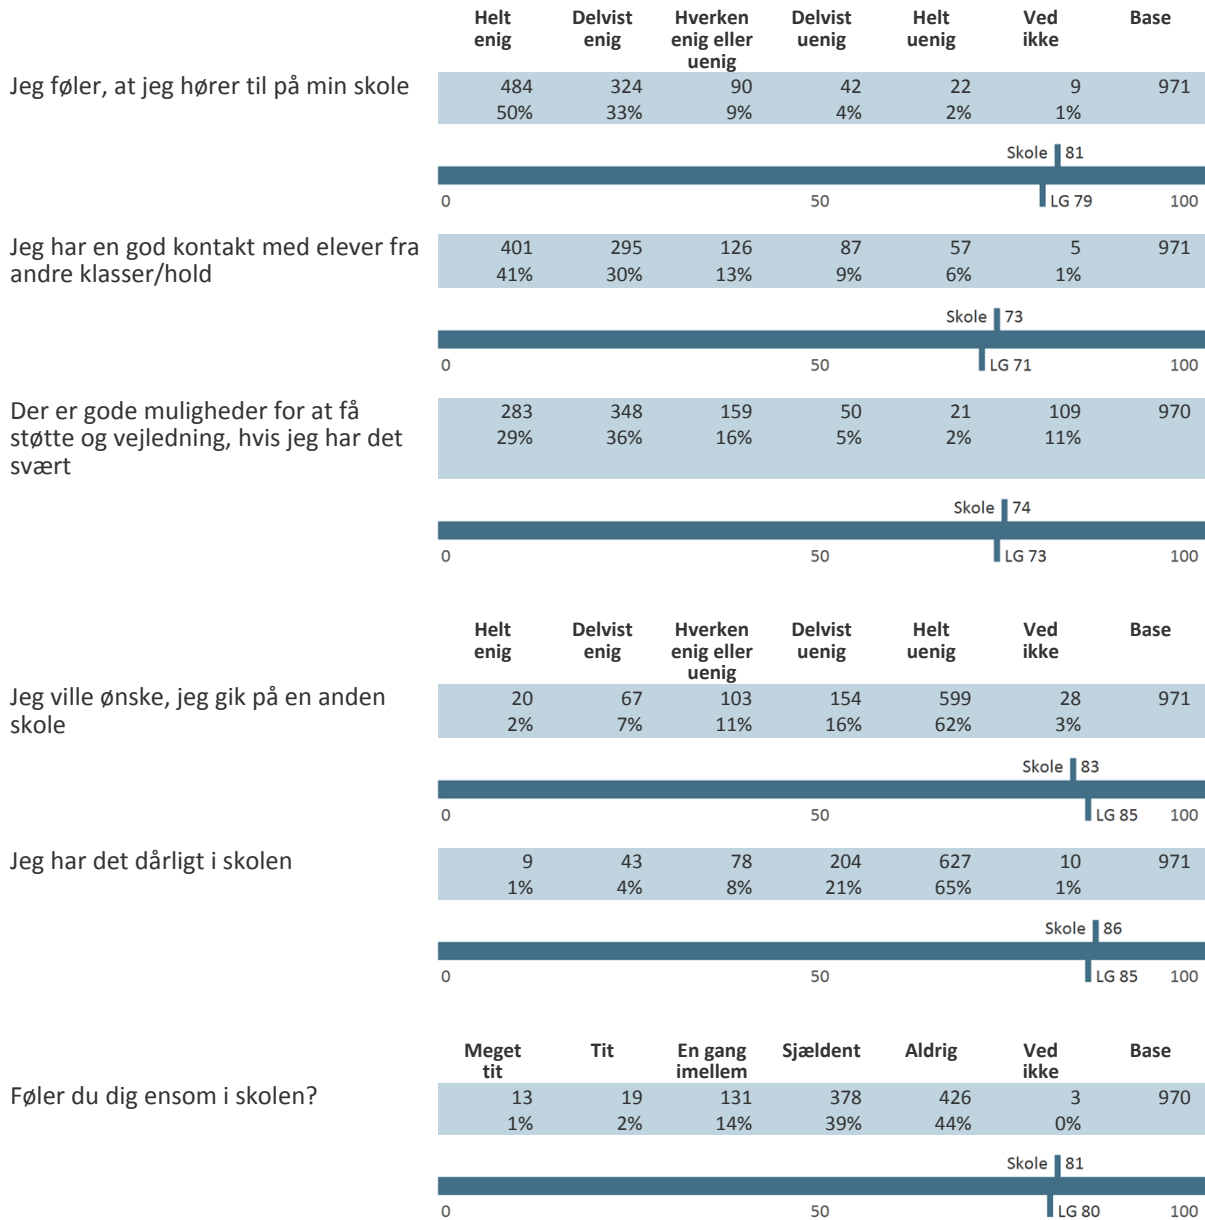 Helt enig Delvist enig Hverken enig eller uenig Delvist uenig Helt uenig Ved ikke Base
Jeg føler, at jeg hører til på min skole 484 324 90 42 22 9 971
50% 33% 9% 4% 2% 1%
Skole 81
0 50 LG 79 100
Jeg har en god kontakt med elever fra 401 295 126 87 57 5 971
andre klasser/hold 41% 30% 13% 9% 6% 1%
Skole 73
0 50 LG 71 100
Der er gode muligheder for at få 283 348 159 50 21 109 970
støtte og vejledning, hvis jeg har det 29% 36% 16% 5% 2% 11%
svært
Skole 74
0 50 LG 73 100
Helt enig Delvist enig Hverken enig eller uenig Delvist uenig Helt uenig Ved ikke Base
Jeg ville ønske, jeg gik på en anden 20 67 103 154 599 28 971
skole 2% 7% 11% 16% 62% 3%
Skole 83
0 50 LG 85 100
Jeg har det dårligt i skolen 9 43 78 204 627 10 971
1% 4% 8% 21% 65% 1%
Skole 86
0 50 LG 85 100
Meget tit Tit En gang imellem Sjældent Aldrig Ved ikke Base
Føler du dig ensom i skolen? 13 19 131 378 426 3 970
1% 2% 14% 39% 44% 0%
Skole 81
0 50 LG 80 100